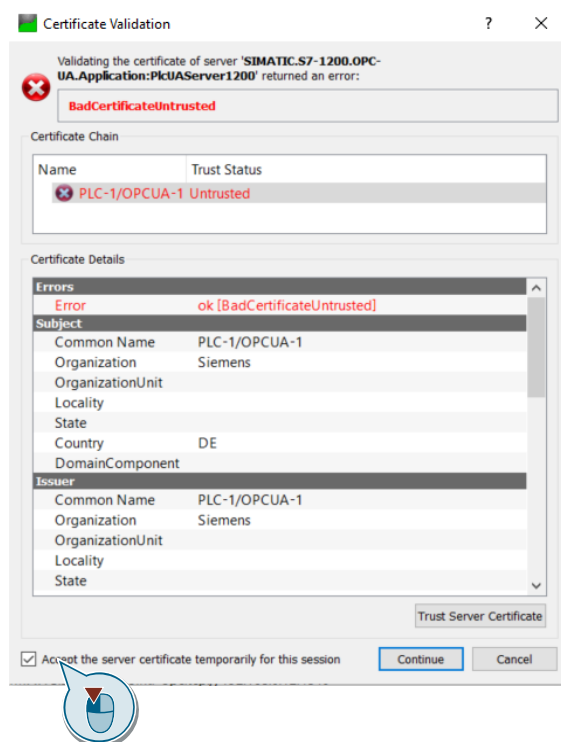 Certificate Validation ? ×
Validating the certificate of server 'SIMATIC.S7-1200.OPC-
UA.Application:PlcUAServer1200' returned an error:
BadCertificateUntrusted
Certificate Chain
Name Trust Status
PLC-1/OPCUA-1 Untrusted
Certificate Details
Errors
Error ok [BadCertificateUntrusted]
Subject
Common Name PLC-1/OPCUA-1
Organization Siemens
OrganizationUnit
Locality
State
Country DE
DomainComponent
Issuer
Common Name PLC-1/OPCUA-1
Organization Siemens
OrganizationUnit
Locality
State
Trust Server Certificate
Accept the server certificate temporarily for this session Continue Cancel